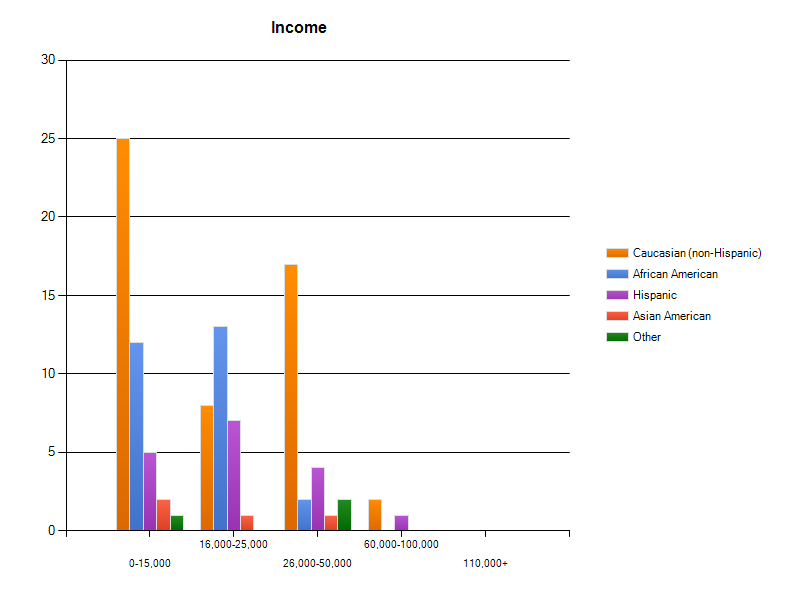 Income
30
25
20
15
10
5
0
16,000-25,000 60,000-100,000
0-15,000 26,000-50,000 110,000+
Caucasian (non-Hispanic)
African American
Hispanic
Asian American
Other